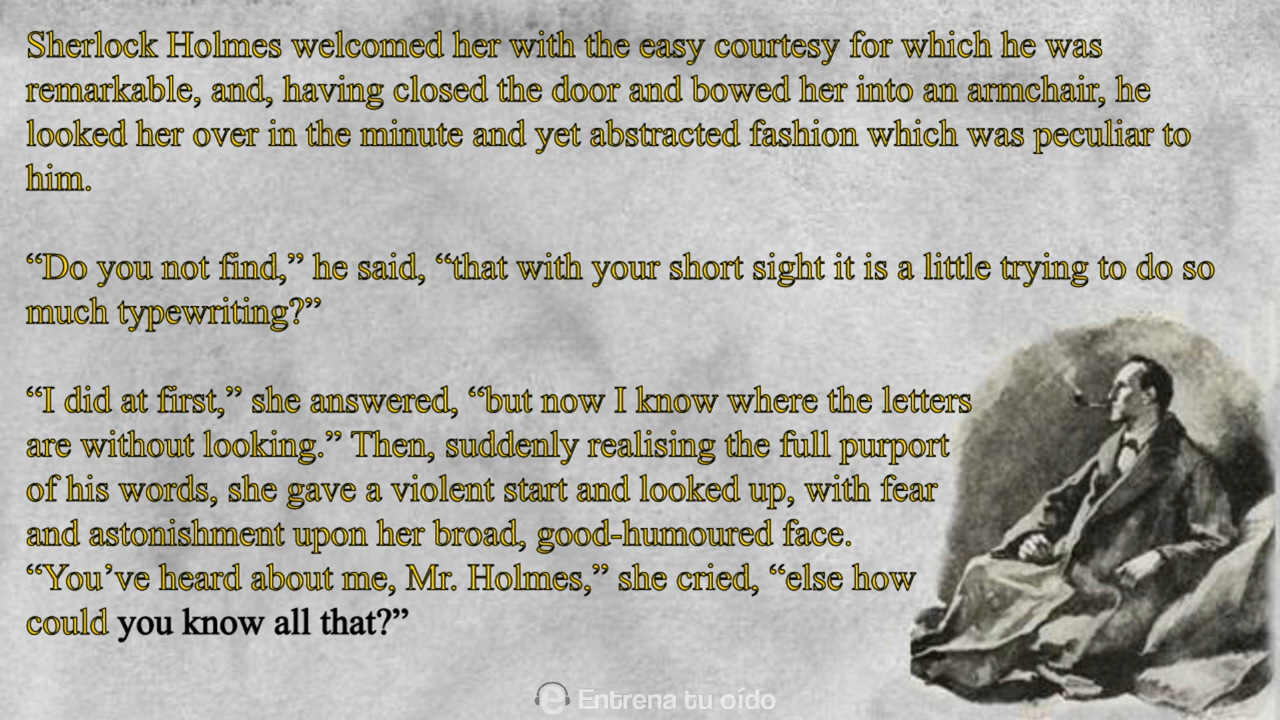 Sherlock Holmes welcomed her with the easy courtesy for which he was
remarkable, and, having closed the door and bowed her into an armchair, he
looked her over in the minute and yet abstracted fashion which was peculiar to
him.
“Do you not find,” he said, “that with your short sight it is a little trying to do so
much typewriting?”
“I did at first,” she answered, “but now I know where the letters
are without looking.” Then, suddenly realising the full purport
of his words, she gave a violent start and looked up, with fear
and astonishment upon her broad, good-humoured face.
“You’ve heard about me, Mr. Holmes,” she cried, “else how
could you know all that?”
e Entrena tu oído